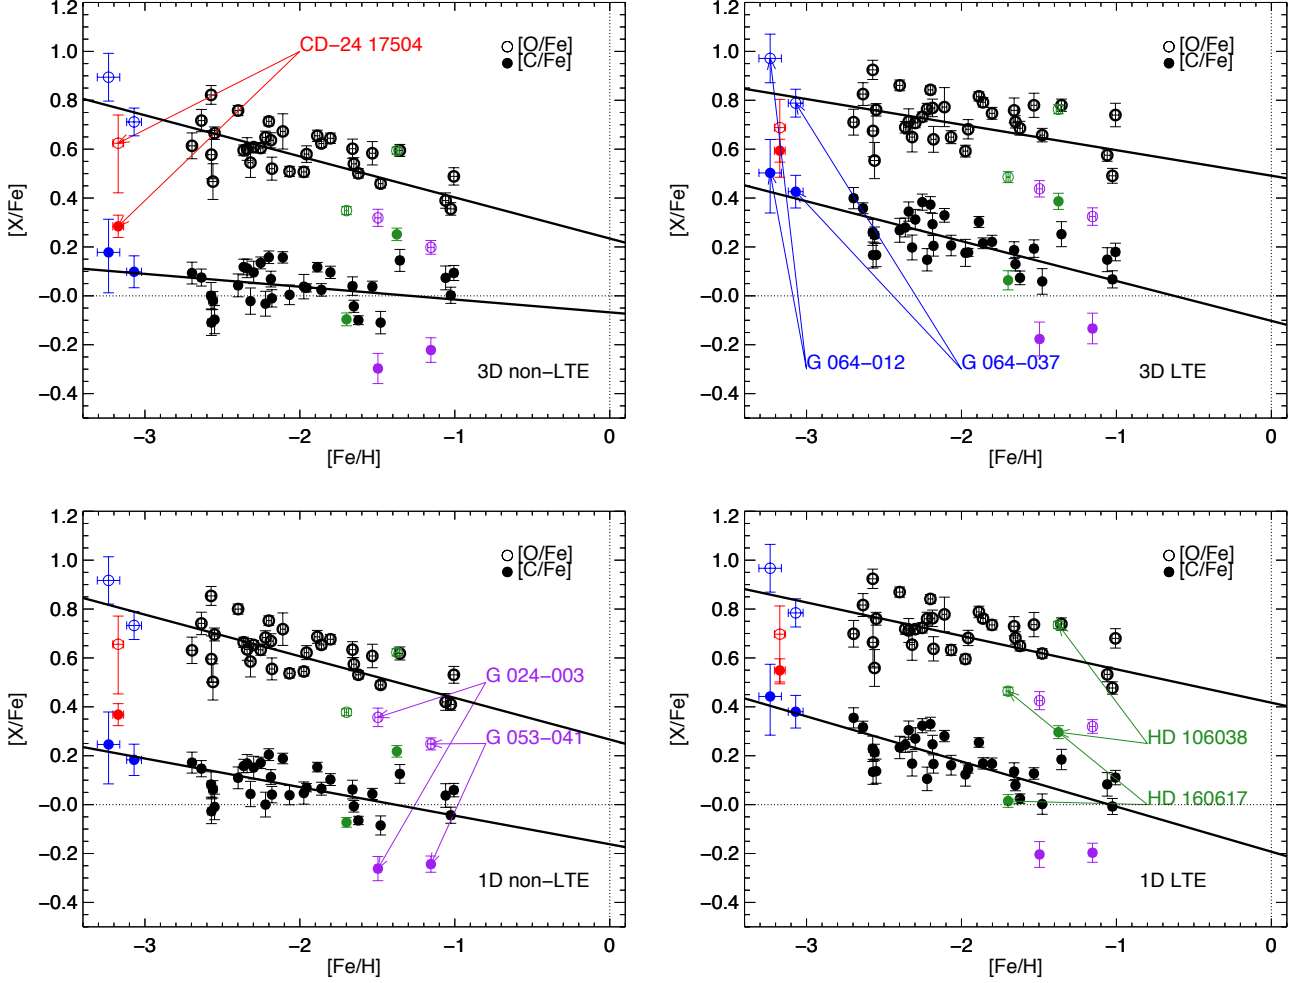 1.2
1.0
0.8
0.6
0.4
0.2
−0.0
−0.2
−0.4
[X/Fe]
CD−24 17504
[O/Fe]
[C/Fe]
3D non−LTE
−3 −2 −1 0
[Fe/H]
1.2
1.0
0.8
0.6
0.4
0.2
−0.0
−0.2
−0.4
[X/Fe]
[O/Fe]
[C/Fe]
G 064−012 G 064−037
3D LTE
−3 −2 −1 0
[Fe/H]
1.2
1.0
0.8
0.6
0.4
0.2
−0.0
−0.2
−0.4
[X/Fe]
[O/Fe]
[C/Fe]
G 024−003
G 053−041
1D non−LTE
−3 −2 −1 0
[Fe/H]
1.2
1.0
0.8
0.6
0.4
0.2
−0.0
−0.2
−0.4
[X/Fe]
[O/Fe]
[C/Fe]
HD 106038
HD 160617
1D LTE
−3 −2 −1 0
[Fe/H]